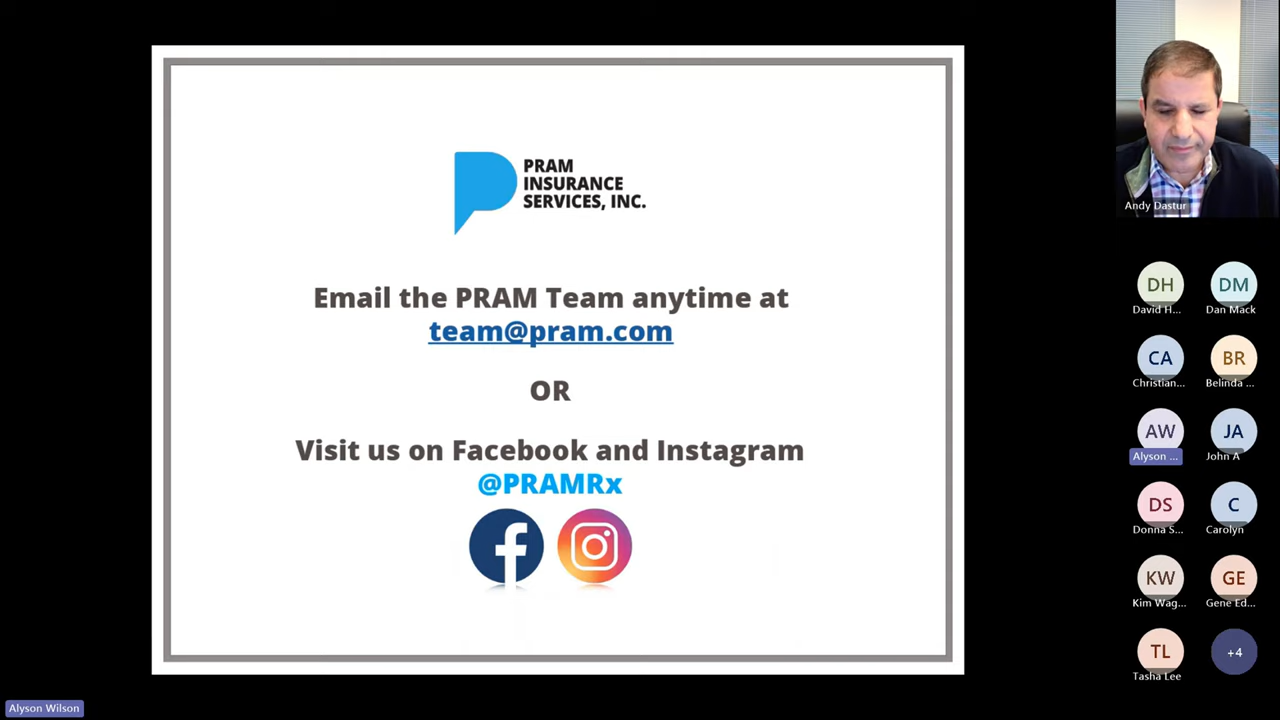 PRAM
INSURANCE
SERVICES, INC.
Email the PRAM Team anytime at
team@pram.com
OR
Visit us on Facebook and Instagram
@PRAMRx
Andy Dastur
DH
David H...
DM
Dan Mack
CA
Christian...
BR
Belinda ...
AW
Alyson ...
JA
John A
DS
Donna S...
C
Carolyn
KW
Kim Wag...
GE
Gene Ed...
TL
Tasha Lee
+4
Alyson Wilson